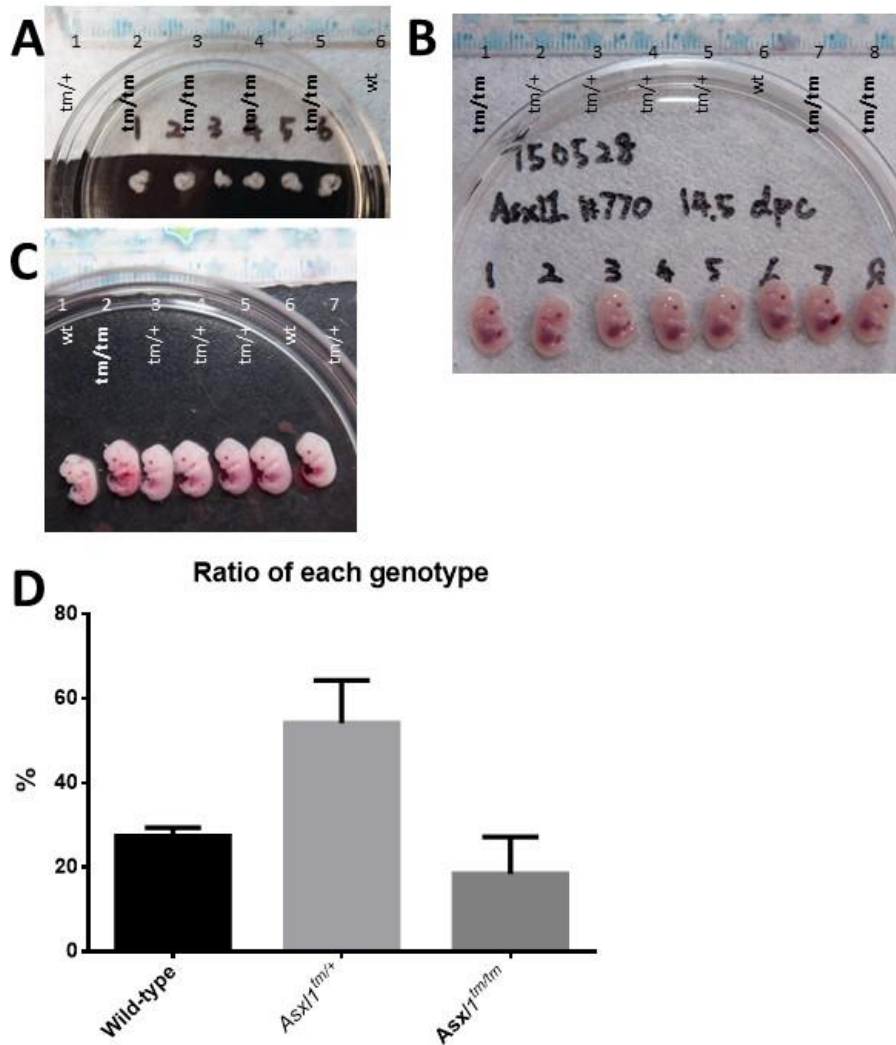 A
1 2 3 4 5 6
tm/+ tm/tm tm/tm tm/tm tm/tm wt
1 2 3 4 5 6
B
1 2 3 4 5 6 7 8
tm/tm tm/+ tm/+ tm/+ tm/+ wt tm/tm tm/tm
150528
Asxl1 #770 14.5 dpc
1 2 3 4 5 6 7 8
C
1 2 3 4 5 6 7
wt tm/tm tm/+ tm/+ tm/+ wt tm/+
D
Ratio of each genotype
80
60
40
20
0
%
Wild-type
Asxl1tm/+
Asxl1tm/tm